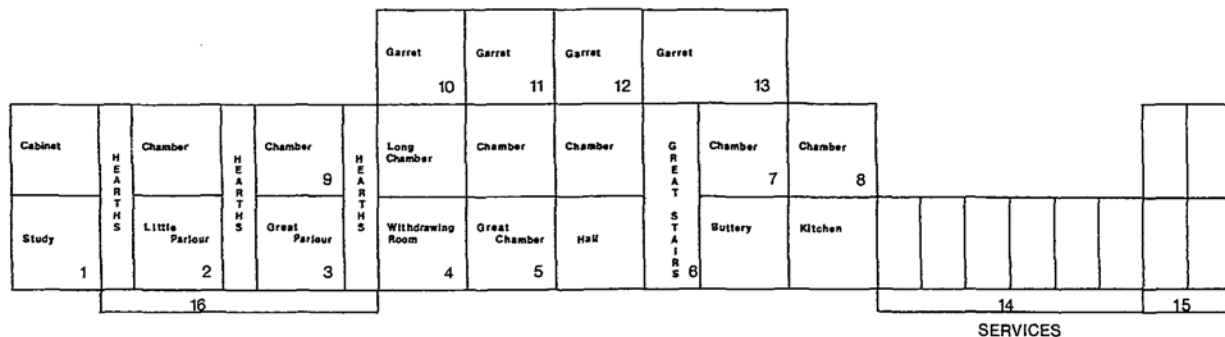 Garret
10
Garret
11
Garret
12
Garret
13
Cabinet
HEARTHS
Chamber
HEARTHS
Chamber
9
HEARTHS
Long
Chamber
Chamber
Chamber
GREAT STAIRS
6
Chamber
7
Chamber
8
Study
1
Little
Parlour
2
Great
Parlour
3
Withdrawing
Room
4
Great
Chamber
5
Hall
Buttery
Kitchen
16
14
15
SERVICES